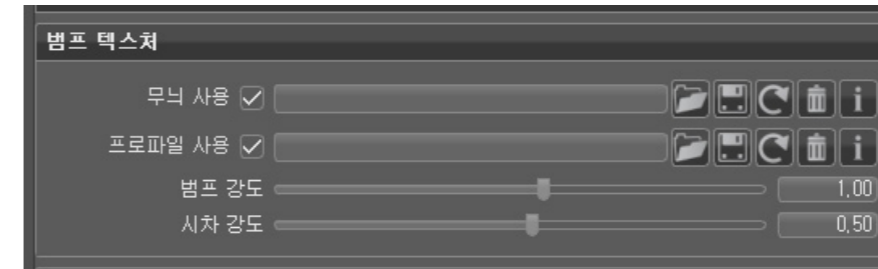 범프 텍스처
무늬 사용
프로파일 사용
범프 강도 1,00
시차 강도 0,50